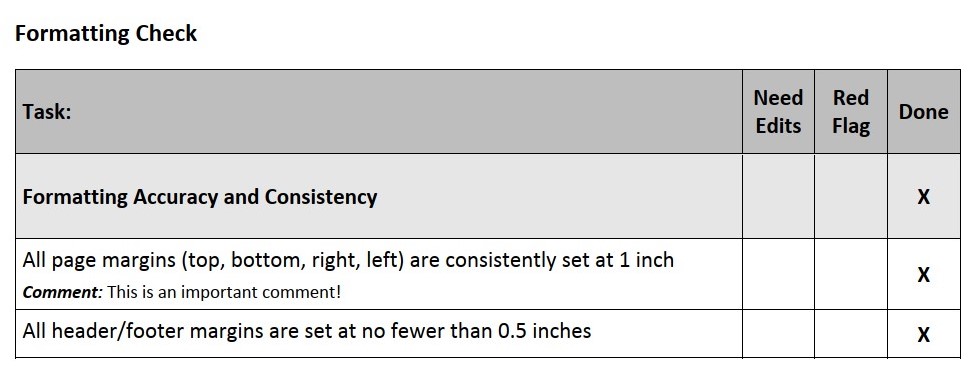 Formatting Check
Task: Need Edits Red Flag Done
Formatting Accuracy and Consistency X
All page margins (top, bottom, right, left) are consistently set at 1 inch X
Comment: This is an important comment!
All header/footer margins are set at no fewer than 0.5 inches X